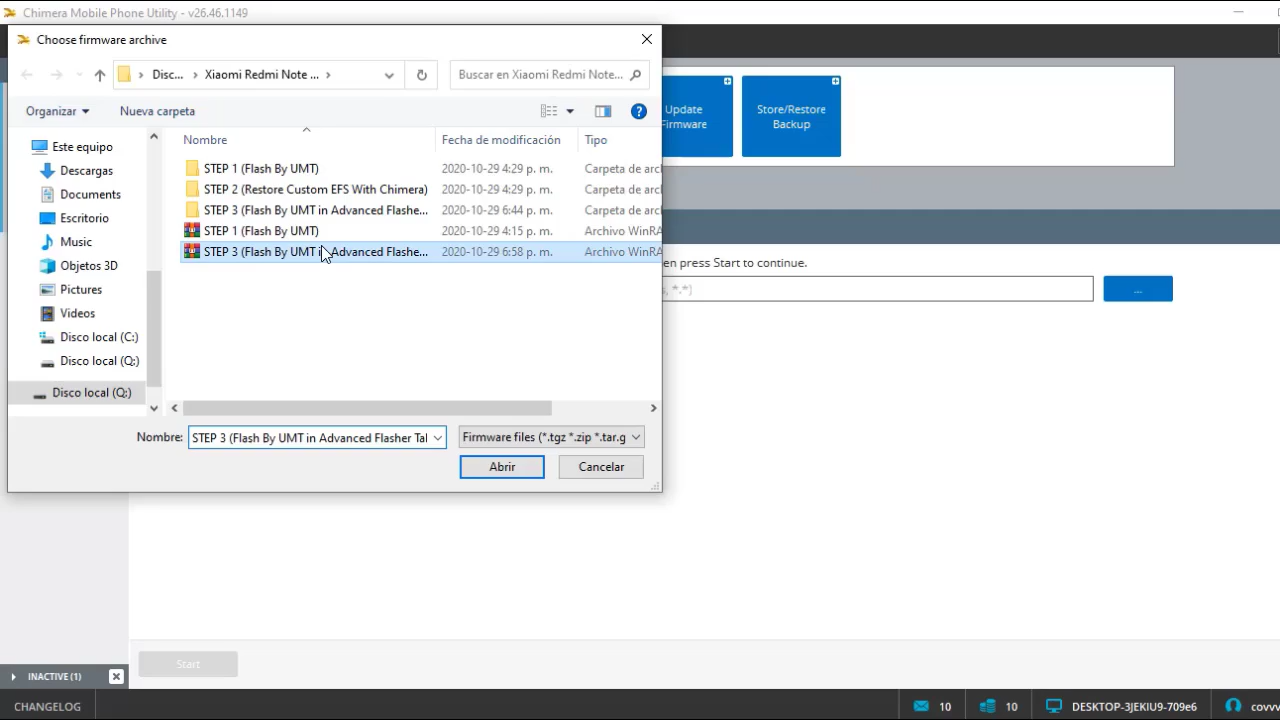 Chimera Mobile Phone Utility - v26.46.1149
Choose firmware archive
Disc... Xiaomi Redmi Note ...
Buscar en Xiaomi Redmi Note...
Organizar
Nueva carpeta
Update Firmware
Store/Restore Backup
Este equipo
Descargas
Documents
Escritorio
Music
Objetos 3D
Pictures
Videos
Disco local (C:)
Disco local (Q:)
Disco local (Q:)
Nombre Fecha de modificación Tipo
STEP 1 (Flash By UMT) 2020-10-29 4:29 p. m. Carpeta de arc
STEP 2 (Restore Custom EFS With Chimera) 2020-10-29 4:29 p. m. Carpeta de arc
STEP 3 (Flash By UMT in Advanced Flashe... 2020-10-29 6:44 p. m. Carpeta de arc
STEP 1 (Flash By UMT) 2020-10-29 4:15 p. m. Archivo WinRA
STEP 3 (Flash By UMT in Advanced Flashe... 2020-10-29 6:58 p. m. Archivo WinRA
en press Start to continue.
s, *.*)
...
Nombre: STEP 3 (Flash By UMT in Advanced Flasher Tal
Firmware files (*.tgz *.zip *.tar.g
Abrir
Cancelar
Start
INACTIVE (1)
CHANGELOG
10
10
DESKTOP-3JEKIU9-709e6
covvv